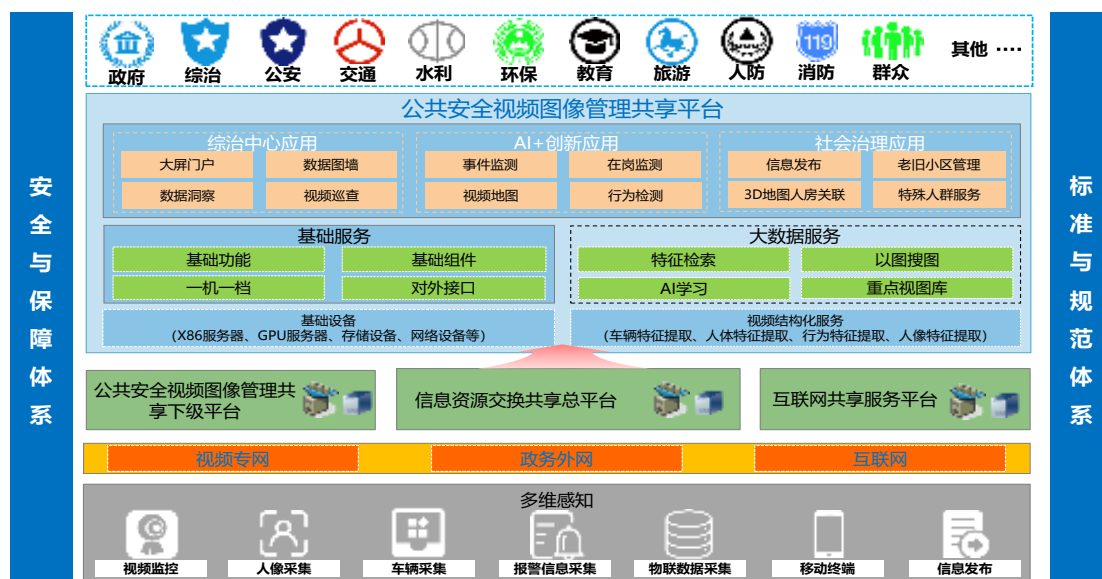 政府 综治 公安 交通 水利 环保 教育 旅游 人防 119 消防 群众 其他 ····
公共安全视频图像管理共享平台
综治中心应用 AI+创新应用 社会治理应用
大屏门户 数据图墙 事件监测 在岗监测 信息发布 老旧小区管理
数据洞察 视频巡查 视频地图 行为检测 3D地图人房关联 特殊人群服务
基础服务 大数据服务
基础功能 基础组件 特征检索 以图搜图
一机一档 对外接口 AI学习 重点视图库
基础设备 视频结构化服务
(X86服务器、GPU服务器、存储设备、网络设备等) (车辆特征提取、人体特征提取、行为特征提取、人像特征提取)
公共安全视频图像管理共
享下级平台
信息资源交换共享总平台
互联网共享服务平台
视频专网 政务外网 互联网
多维感知
视频监控 人像采集 车辆采集 报警信息采集 物联数据采集 移动终端 信息发布
安全与保障体系
标准与规范体系